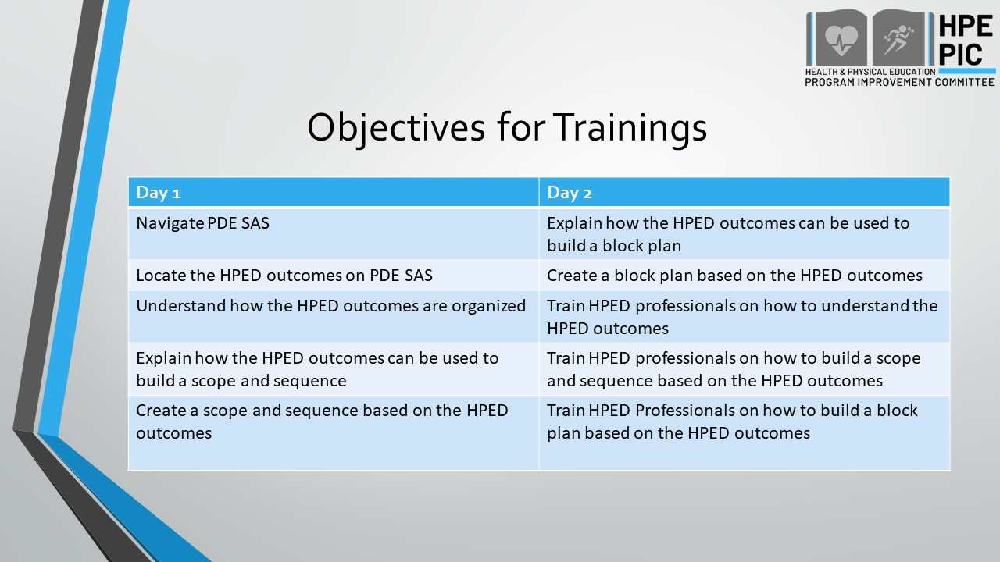 HPE
PIC
HEALTH & PHYSICAL EDUCATION
PROGRAM IMPROVEMENT COMMITTEE
Objectives for Trainings
Day 1
Day 2
Navigate PDE SAS
Explain how the HPED outcomes can be used to
build a block plan
Locate the HPED outcomes on PDE SAS
Create a block plan based on the HPED outcomes
Understand how the HPED outcomes are organized
Train HPED professionals on how to understand the
HPED outcomes
Explain how the HPED outcomes can be used to
build a scope and sequence
Train HPED professionals on how to build a scope
and sequence based on the HPED outcomes
Create a scope and sequence based on the HPED
outcomes
Train HPED Professionals on how to build a block
plan based on the HPED outcomes